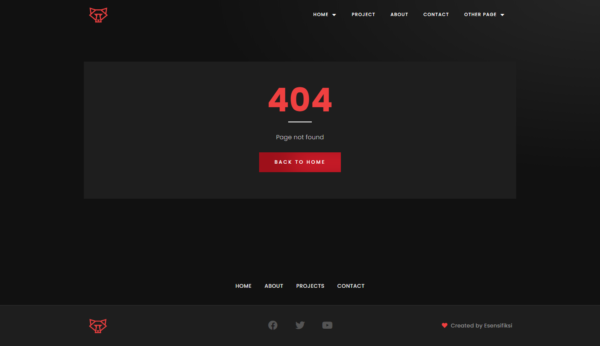 HOME PROJECT ABOUT CONTACT OTHER PAGE
404
Page not found
BACK TO HOME
HOME ABOUT PROJECTS CONTACT
Created by Esensifiksi